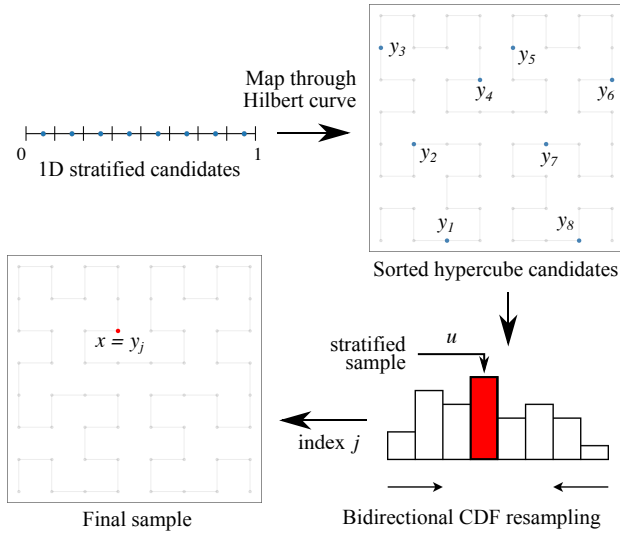 Map through
Hilbert curve
0
1
1D stratified candidates
y3
y5
y4
y6
y2
y7
y1
y8
Sorted hypercube candidates
x = yj
Final sample
stratified
sample
u
index j
Bidirectional CDF resampling